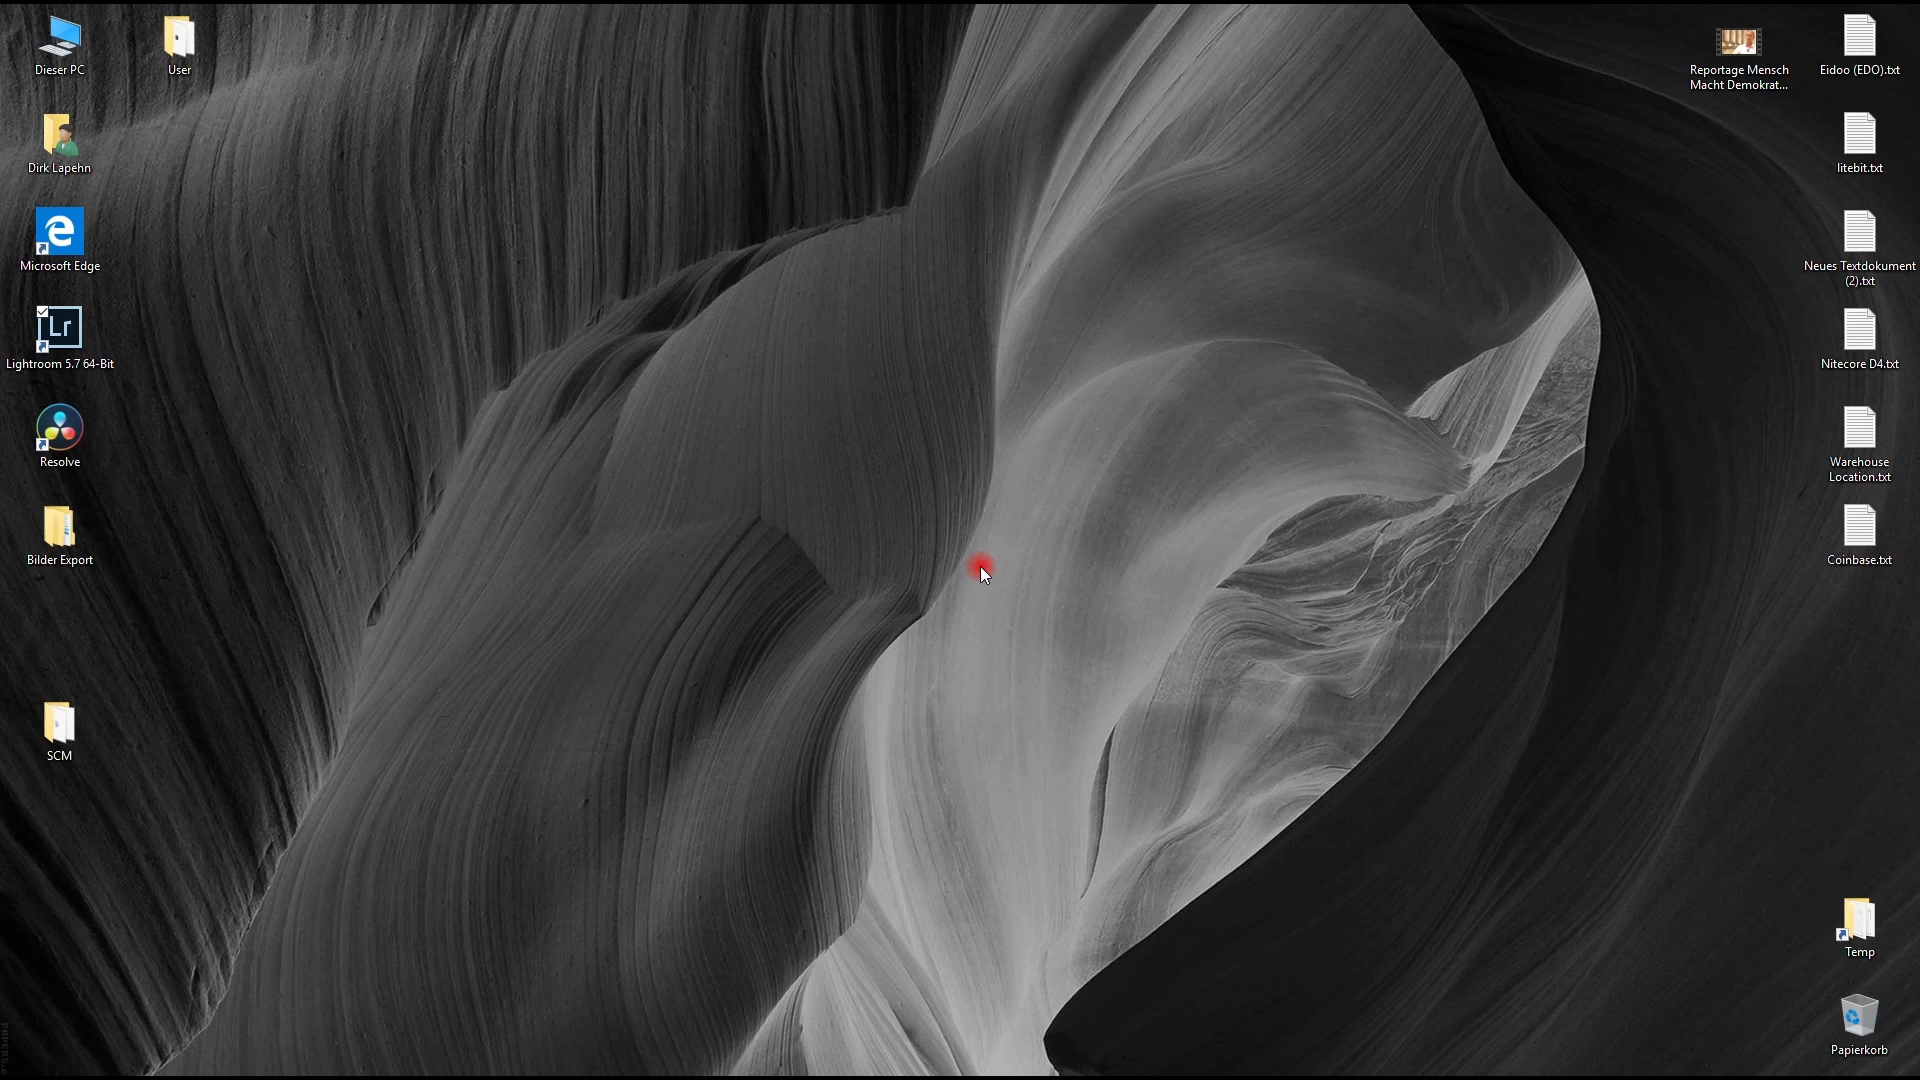 Dieser PC
User
Dirk Lapehn
Microsoft Edge
Lr
Lightroom 5.7 64-Bit
Resolve
Bilder Export
SCM
Reportage Mensch
Macht Demokrat...
Eidoo (EDO).txt
litebit.txt
Neues Textdokument
(2).txt
Nitecore D4.txt
Warehouse
Location.txt
Coinbase.txt
Temp
Papierkorb